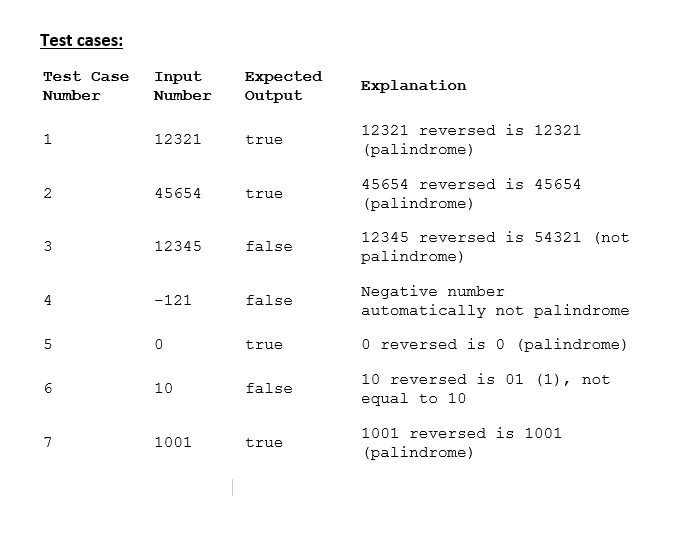 Test cases:
Test Case Number Input Number Expected Output Explanation
1 12321 true 12321 reversed is 12321 (palindrome)
2 45654 true 45654 reversed is 45654 (palindrome)
3 12345 false 12345 reversed is 54321 (not palindrome)
4 -121 false Negative number automatically not palindrome
5 0 true 0 reversed is 0 (palindrome)
6 10 false 10 reversed is 01 (1), not equal to 10
7 1001 true 1001 reversed is 1001 (palindrome)